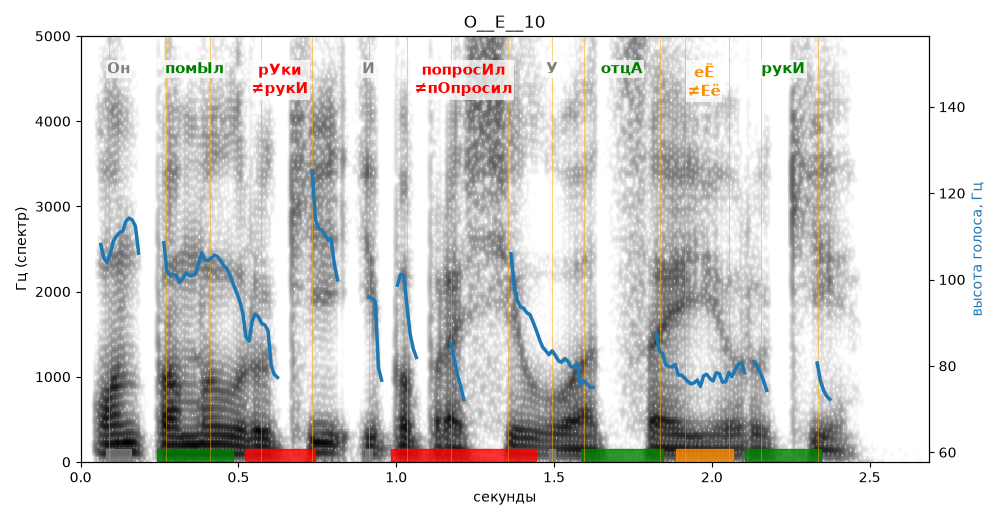 O__E__10
Он помЫл рУки И попросИл У отцА еЁ рукИ
≠рукИ ≠пОпросил ≠Её
5000
4000
3000
2000
1000
0
Гц (спектр)
140
120
100
80
60
высота голоса, Гц
0.0 0.5 1.0 1.5 2.0 2.5
секунды